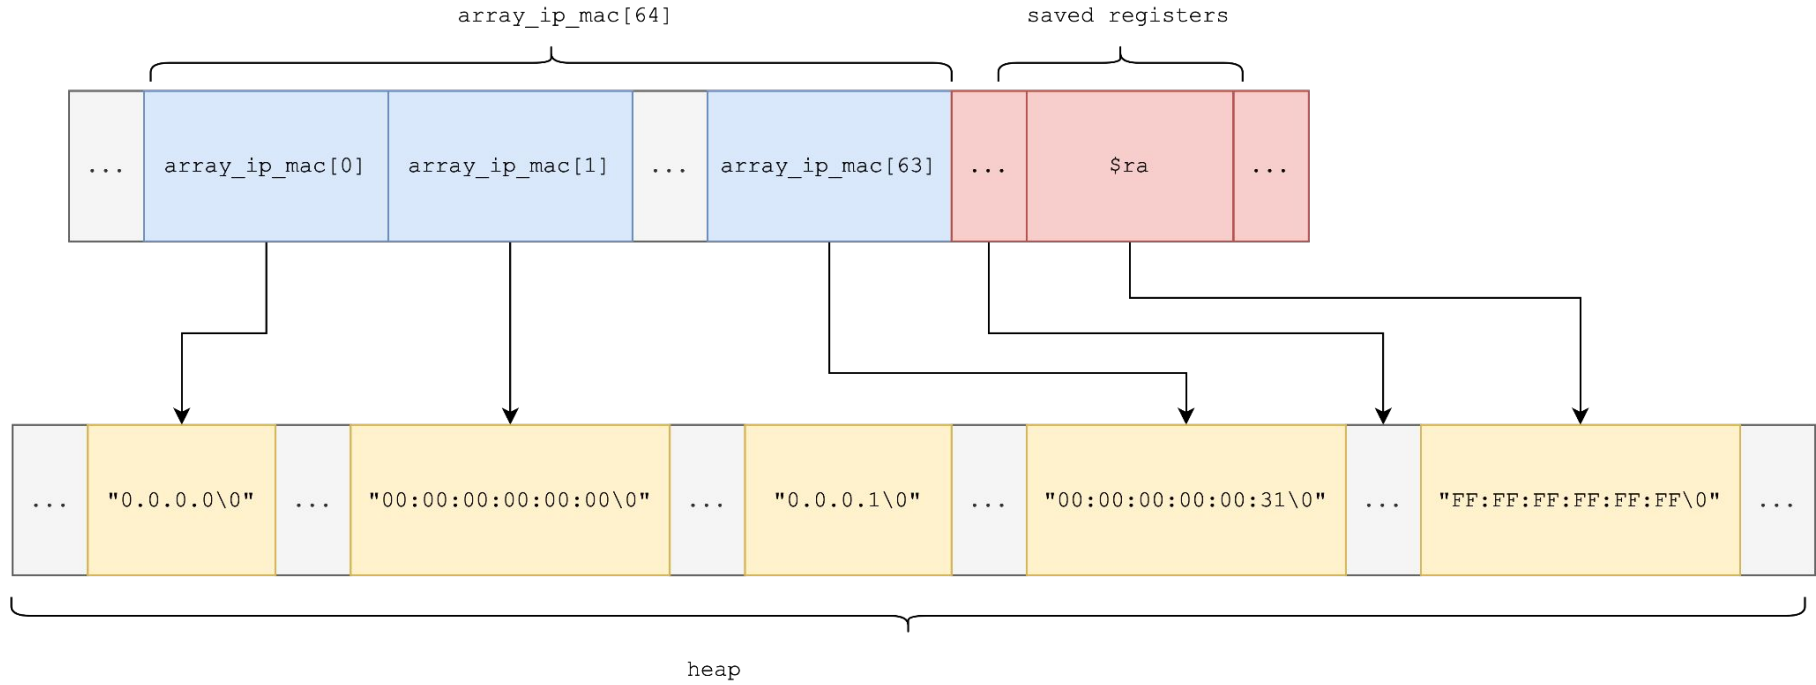 array_ip_mac[64] saved registers
... array_ip_mac[0] array_ip_mac[1] ... array_ip_mac[63] ... $ra ...
... "0.0.0.0\0" ... "00:00:00:00:00:00\0" ... "0.0.0.1\0" ... "00:00:00:00:00:31\0" ... "FF:FF:FF:FF:FF:FF\0" ...
heap